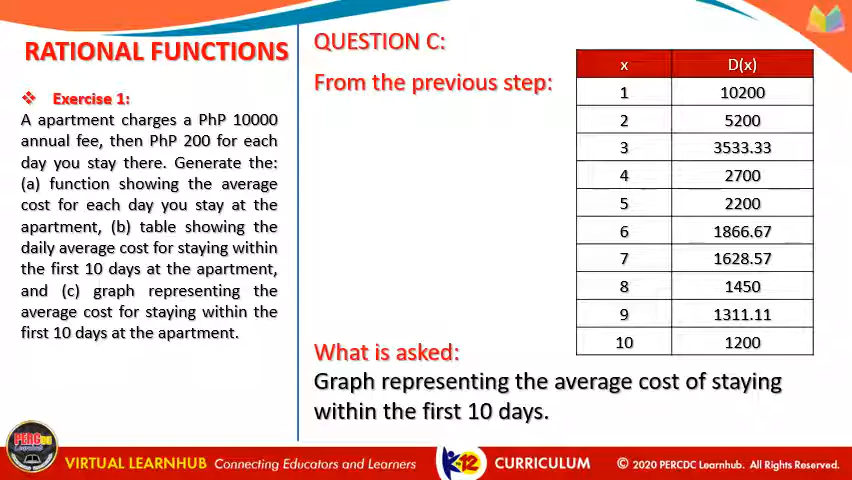 RATIONAL FUNCTIONS
❖ Exercise 1:
A apartment charges a PhP 10000
annual fee, then PhP 200 for each
day you stay there. Generate the:
(a) function showing the average
cost for each day you stay at the
apartment, (b) table showing the
daily average cost for staying within
the first 10 days at the apartment,
and (c) graph representing the
average cost for staying within the
first 10 days at the apartment.
QUESTION C:
From the previous step:
x D(x)
1 10200
2 5200
3 3533.33
4 2700
5 2200
6 1866.67
7 1628.57
8 1450
9 1311.11
10 1200
What is asked:
Graph representing the average cost of staying
within the first 10 days.
PERCDC
Learnhub
VIRTUAL LEARNHUB Connecting Educators and Learners
K to 12
CURRICULUM
© 2020 PERCDC Learnhub. All Rights Reserved.